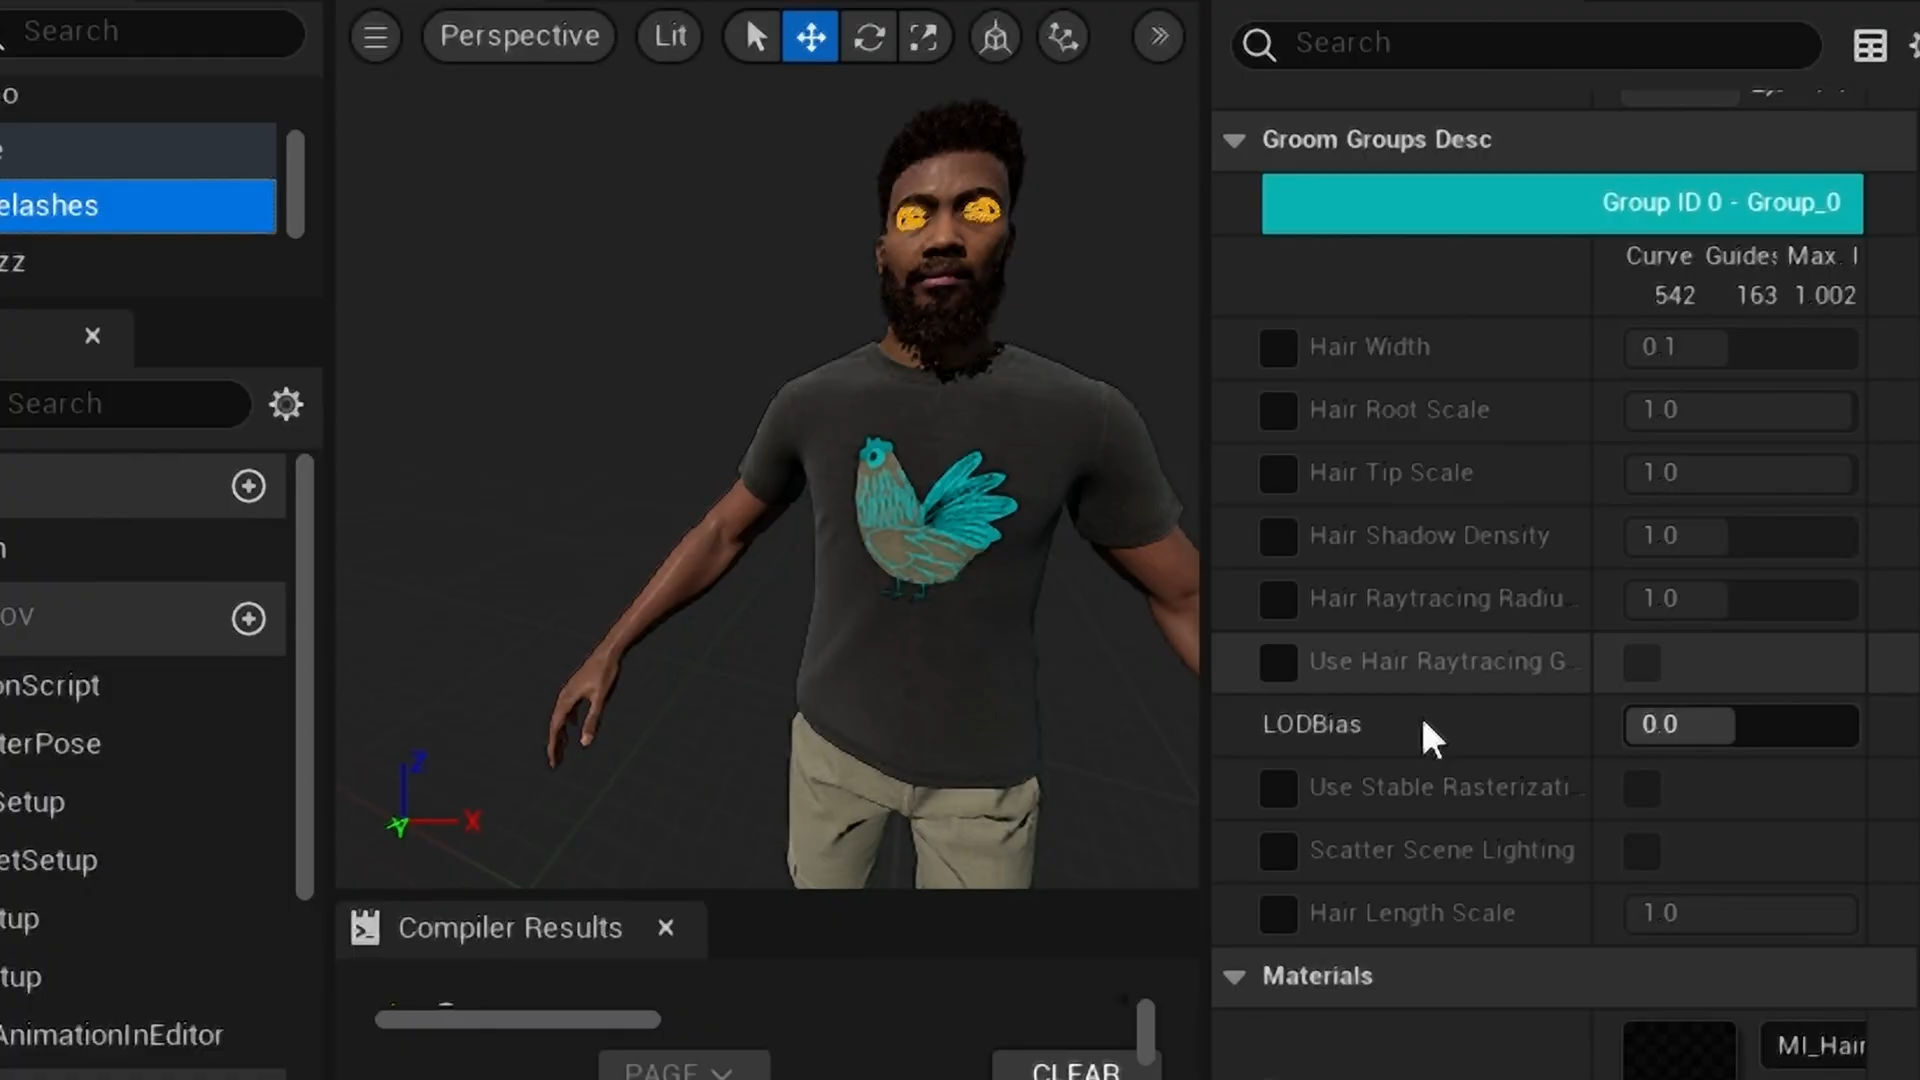 Search
o
e
elashes
zz
Search
n
ov
onScript
terPose
Setup
etSetup
tup
tup
AnimationInEditor
Perspective
Lit
Z
X
Compiler Results
PAGE
CLEAR
Search
Groom Groups Desc
Group ID 0 - Group_0
Curve Guides Max.
542 163 1.002
Hair Width 0.1
Hair Root Scale 1.0
Hair Tip Scale 1.0
Hair Shadow Density 1.0
Hair Raytracing Radiu... 1.0
Use Hair Raytracing G...
LODBias 0.0
Use Stable Rasterizati...
Scatter Scene Lighting
Hair Length Scale 1.0
Materials
MI_Hair